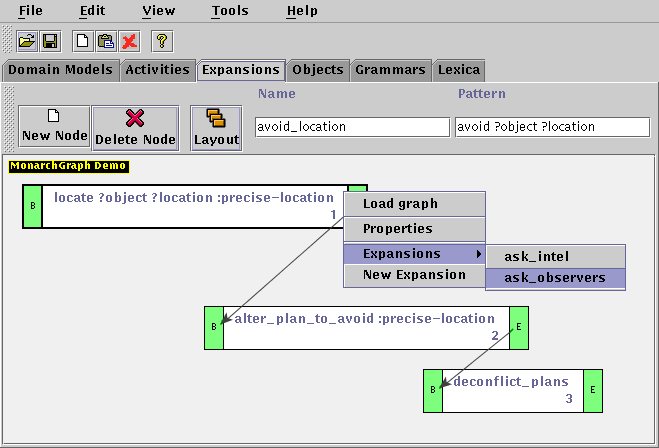 File Edit View Tools Help
?
Domain Models Activities Expansions Objects Grammars Lexica
Name Pattern
New Node Delete Node Layout avoid_location avoid ?object ?location
MonarchGraph Demo
B locate ?object ?location :precise-location
1
Load graph
Properties
Expansions
New Expansion
ask_intel
ask_observers
B alter_plan_to_avoid :precise-location E
2
B deconflict_plans E
3